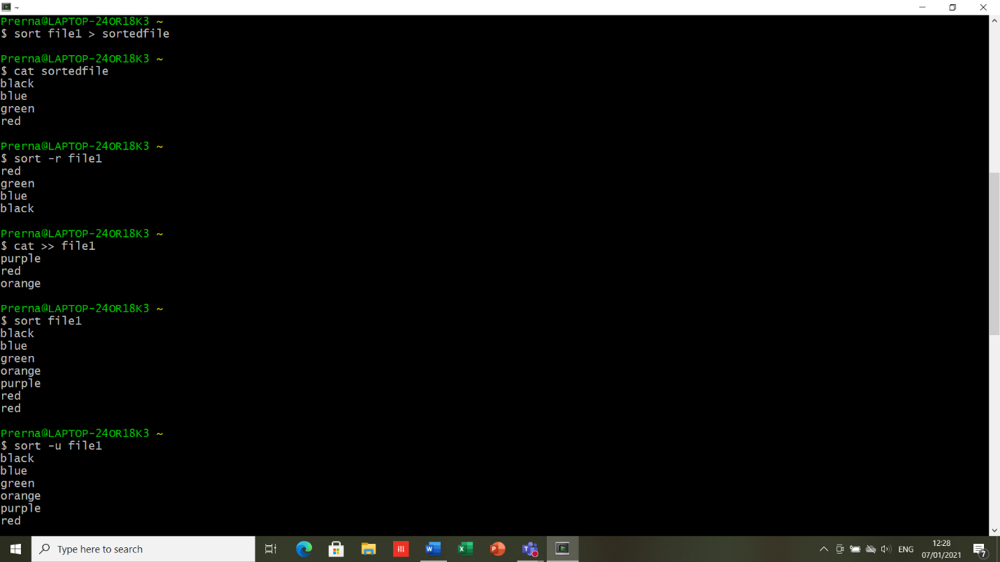 ~
Prerna@LAPTOP-24OR18K3 ~
$ sort file1 > sortedfile
Prerna@LAPTOP-24OR18K3 ~
$ cat sortedfile
black
blue
green
red
Prerna@LAPTOP-24OR18K3 ~
$ sort -r file1
red
green
blue
black
Prerna@LAPTOP-24OR18K3 ~
$ cat >> file1
purple
red
orange
Prerna@LAPTOP-24OR18K3 ~
$ sort file1
black
blue
green
orange
purple
red
red
Prerna@LAPTOP-24OR18K3 ~
$ sort -u file1
black
blue
green
orange
purple
red
Type here to search
ENG
12:28
07/01/2021
7